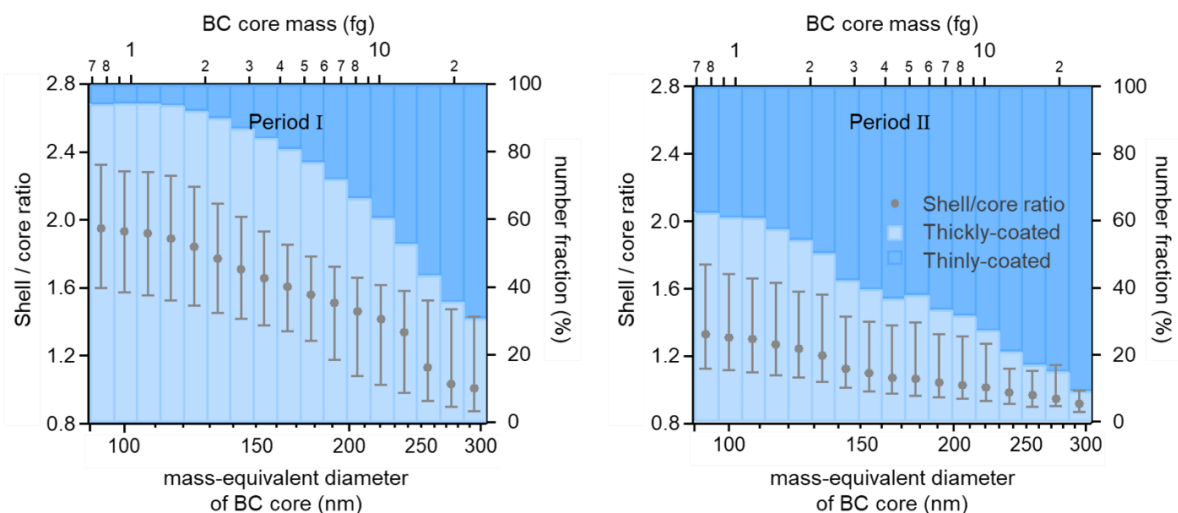 BC core mass (fg)
1 10
7 8 2 3 4 5 6 7 8 2
2.8
2.4
2.0
1.6
1.2
0.8
Shell / core ratio
Period I
100
80
60
40
20
0
number fraction (%)
100 150 200 250 300
mass-equivalent diameter
of BC core (nm)
BC core mass (fg)
1 10
7 8 2 3 4 5 6 7 8 2
2.8
2.4
2.0
1.6
1.2
0.8
Shell / core ratio
Period II
Shell/core ratio
Thickly-coated
Thinly-coated
100
80
60
40
20
0
number fraction (%)
100 150 200 250 300
mass-equivalent diameter
of BC core (nm)